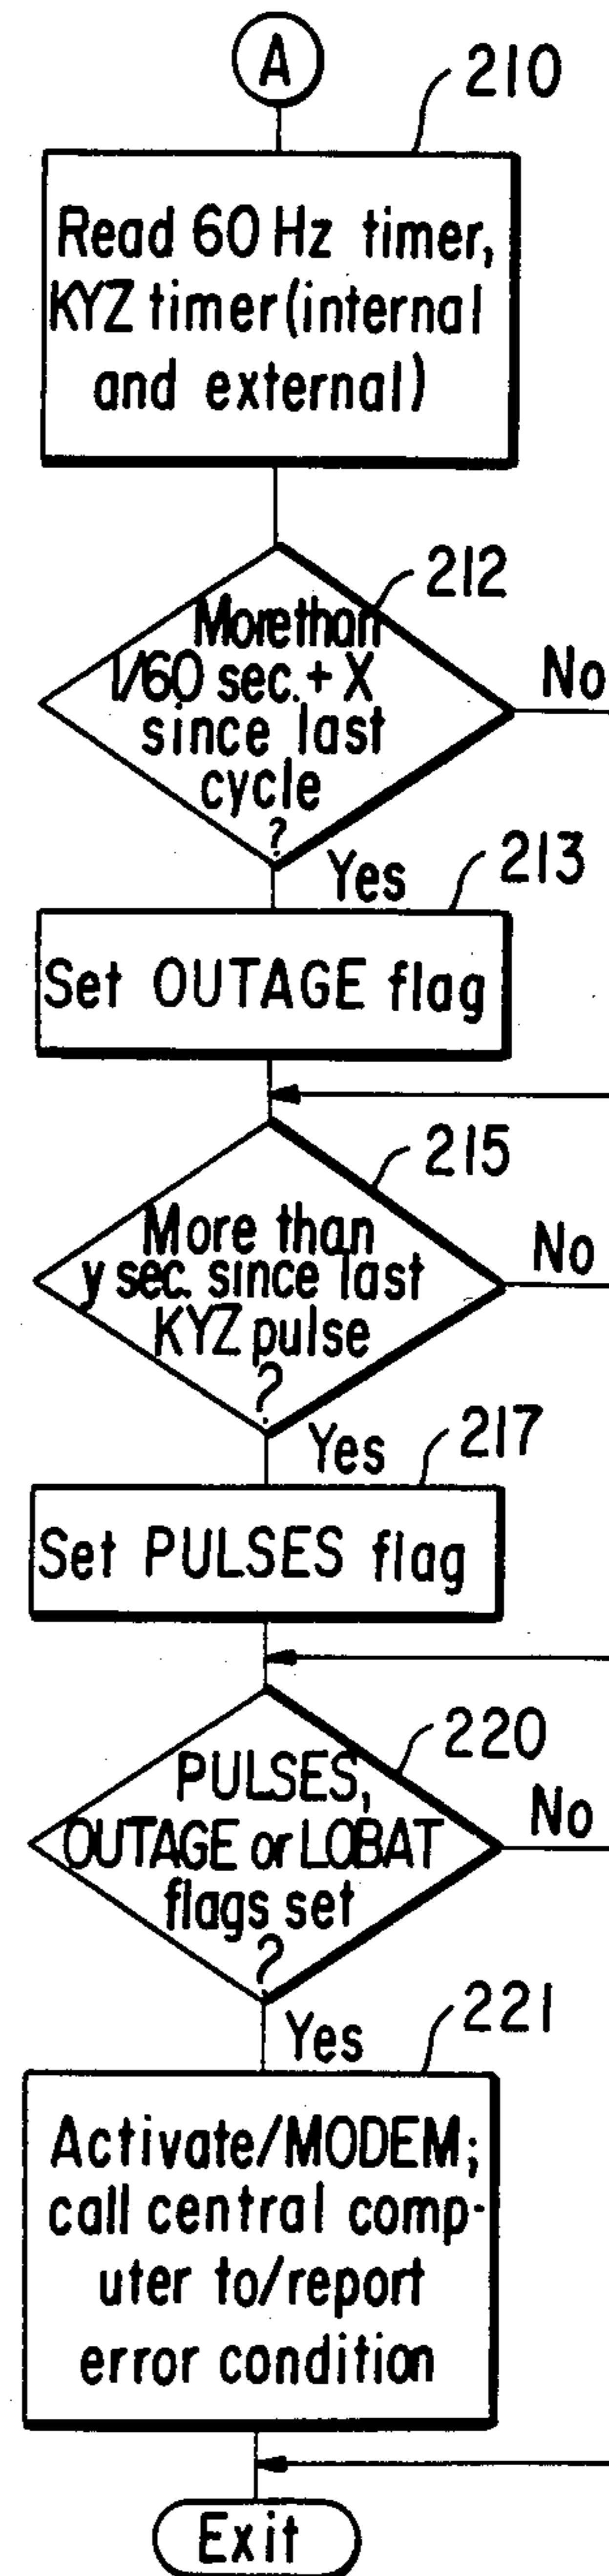 A
210
Read 60 Hz timer,
KYZ timer (internal
and external)
212
More than
1/60 sec. + X
since last
cycle
?
No
Yes
213
Set OUTAGE flag
215
More than
y sec. since last
KYZ pulse
?
No
Yes
217
Set PULSES flag
220
PULSES,
OUTAGE or LOBAT
flags set
?
No
Yes
221
Activate/MODEM;
call central comp-
uter to/report
error condition
Exit